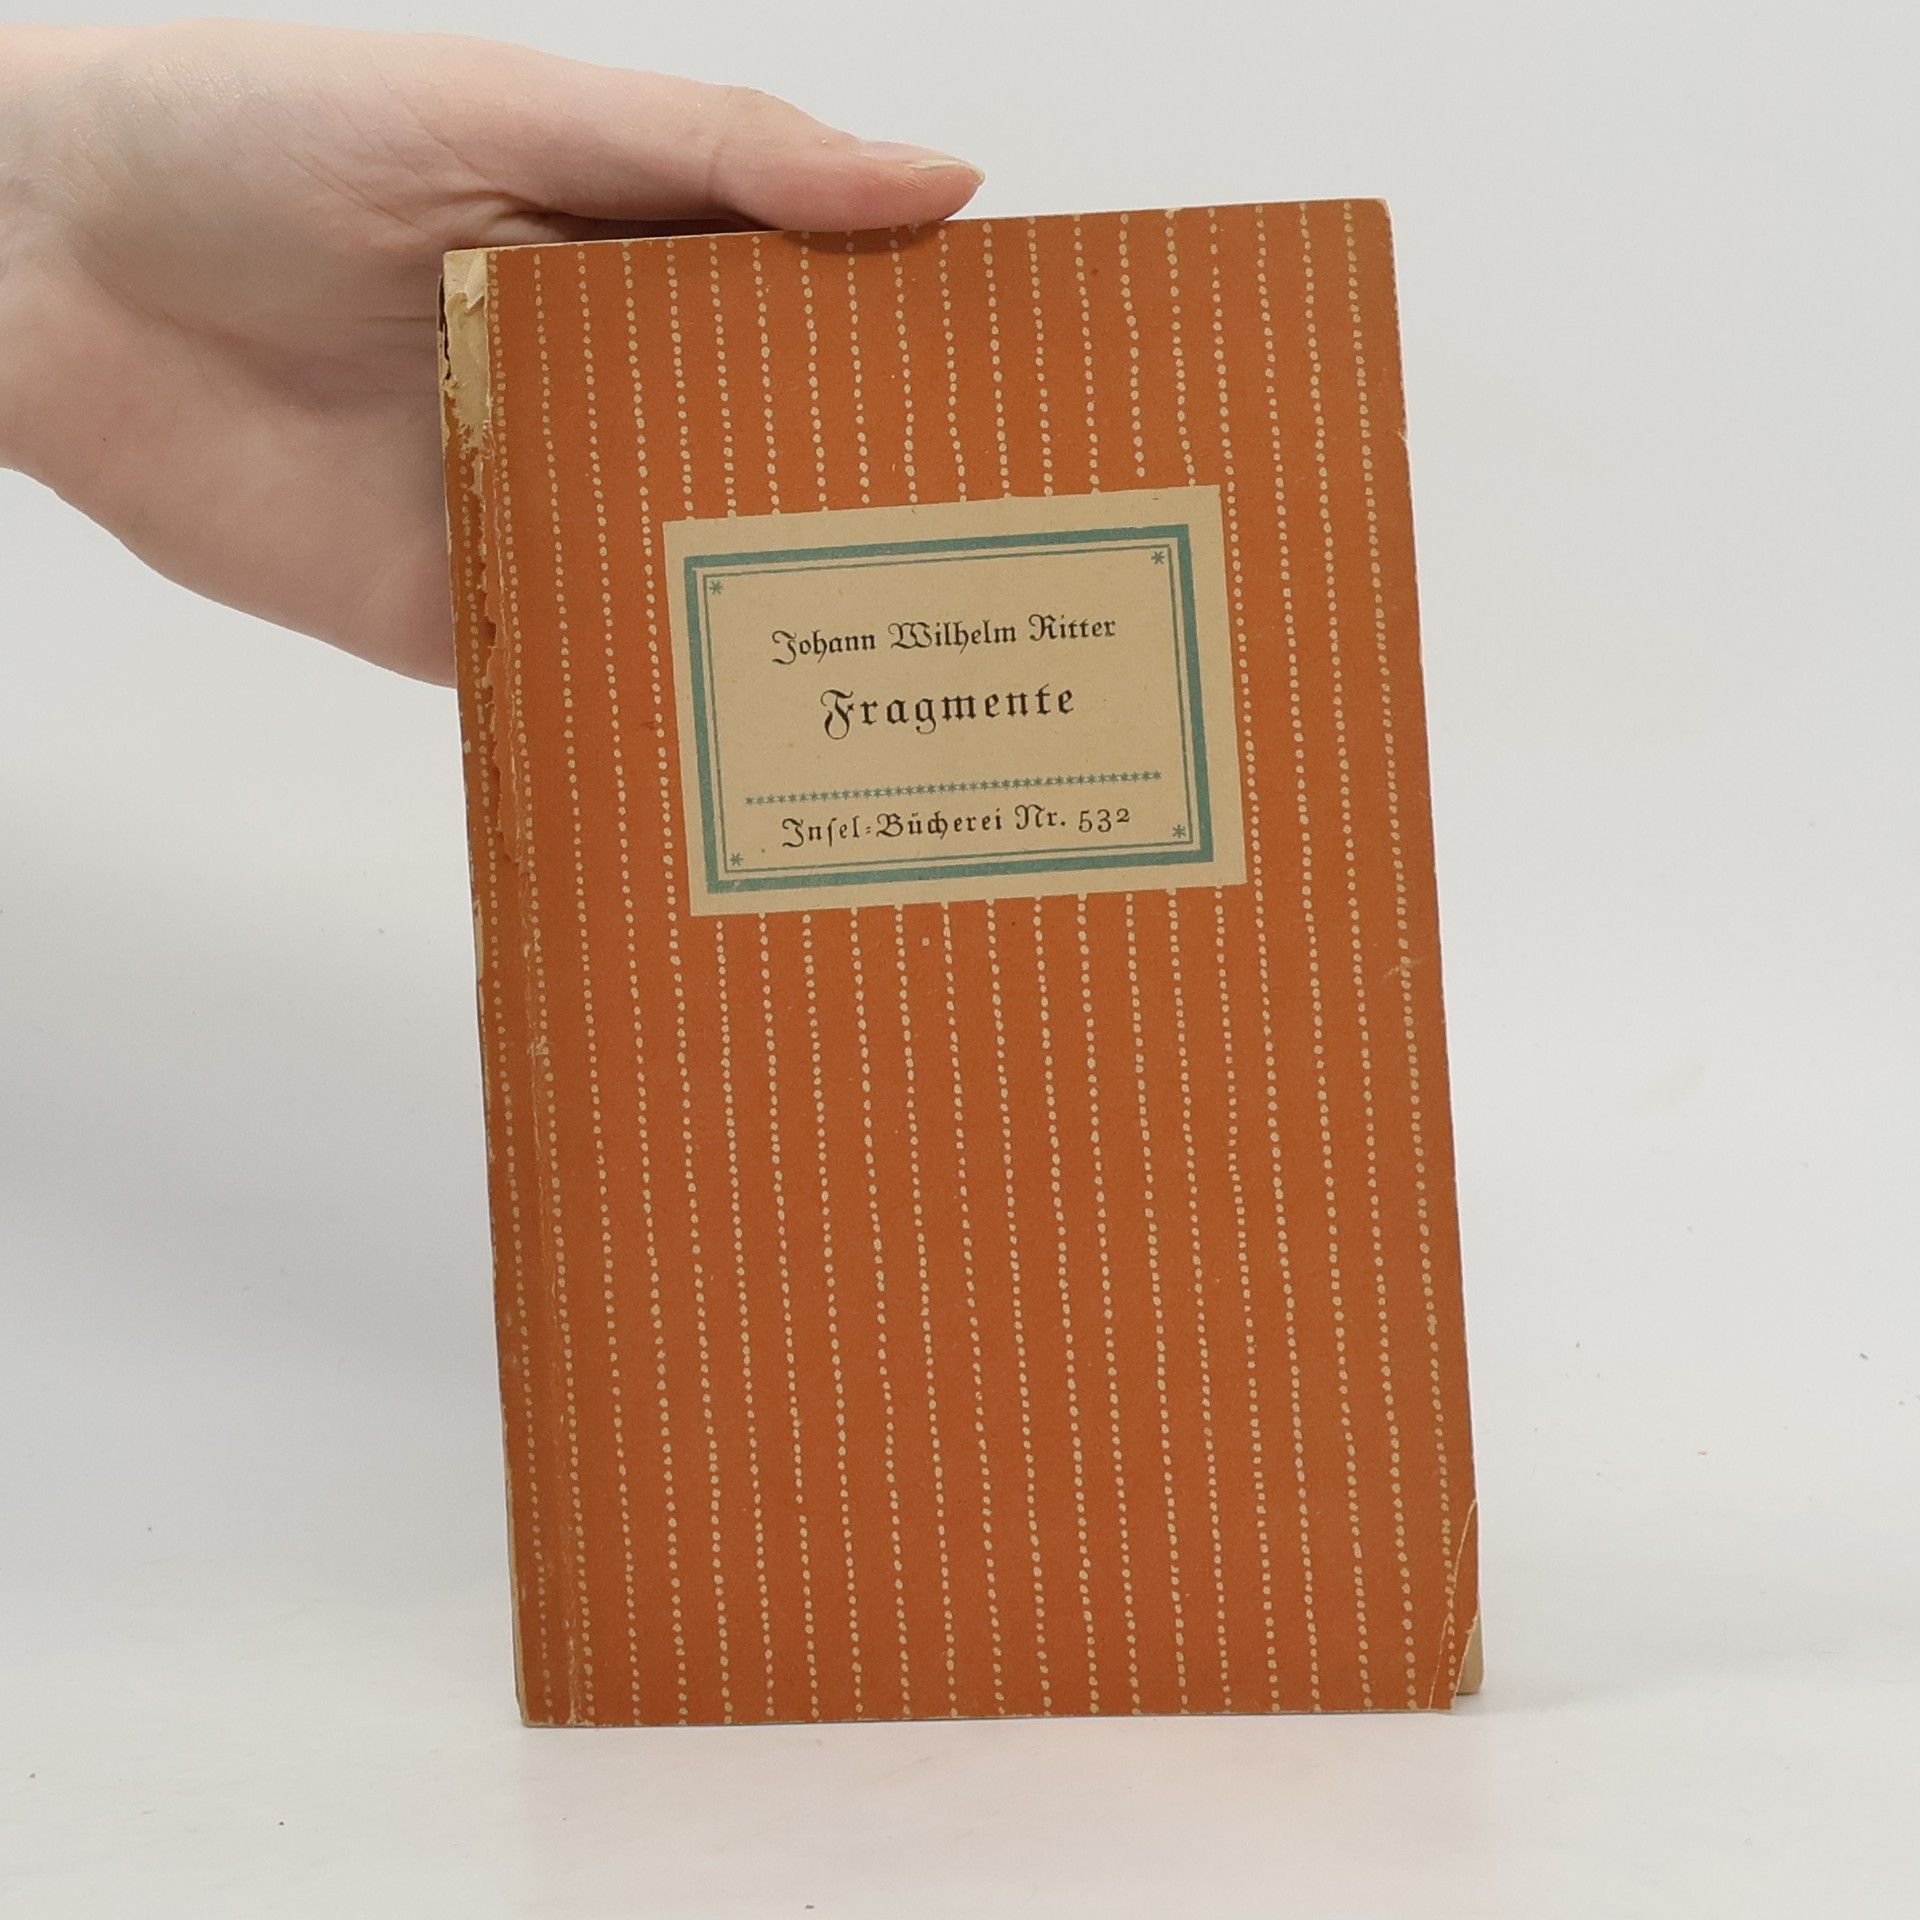 Johann Wilhelm Ritter
Fragmente
Inſel-Bücherei Nr. 532